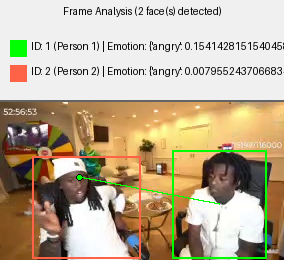 Frame Analysis (2 face(s) detected)
ID: 1 (Person 1) | Emotion: {'angry': 0.1541428151540458
ID: 2 (Person 2) | Emotion: {'angry': 0.007955243706683
52:56:53